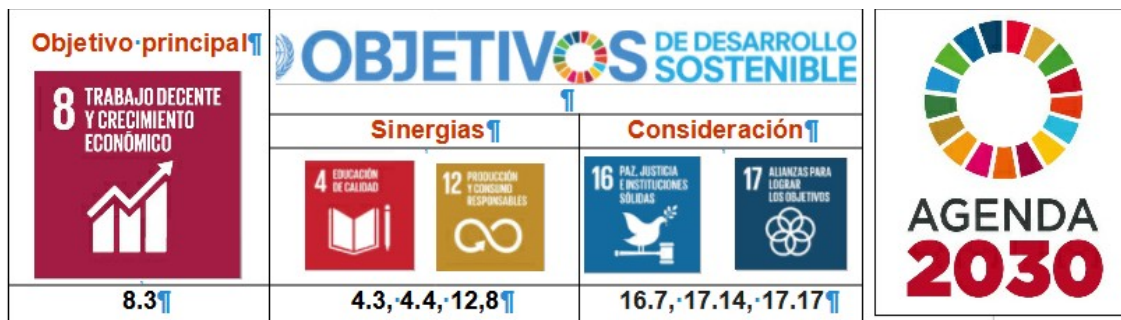 Objetivo·principal¶
8 TRABAJO DECENTE
Y CRECIMIENTO
ECONÓMICO
8.3¶
OBJETIVOS DE DESARROLLO
SOSTENIBLE
¶
Sinergias¶
4 EDUCACIÓN
DE CALIDAD
12 PRODUCCIÓN
Y CONSUMO
RESPONSABLES
4.3,·4.4,·12,8¶
Consideración¶
16 PAZ, JUSTICIA
E INSTITUCIONES
SÓLIDAS
17 ALIANZAS PARA
LOGRAR
LOS OBJETIVOS
16.7,·17.14,·17.17¶
AGENDA
2030